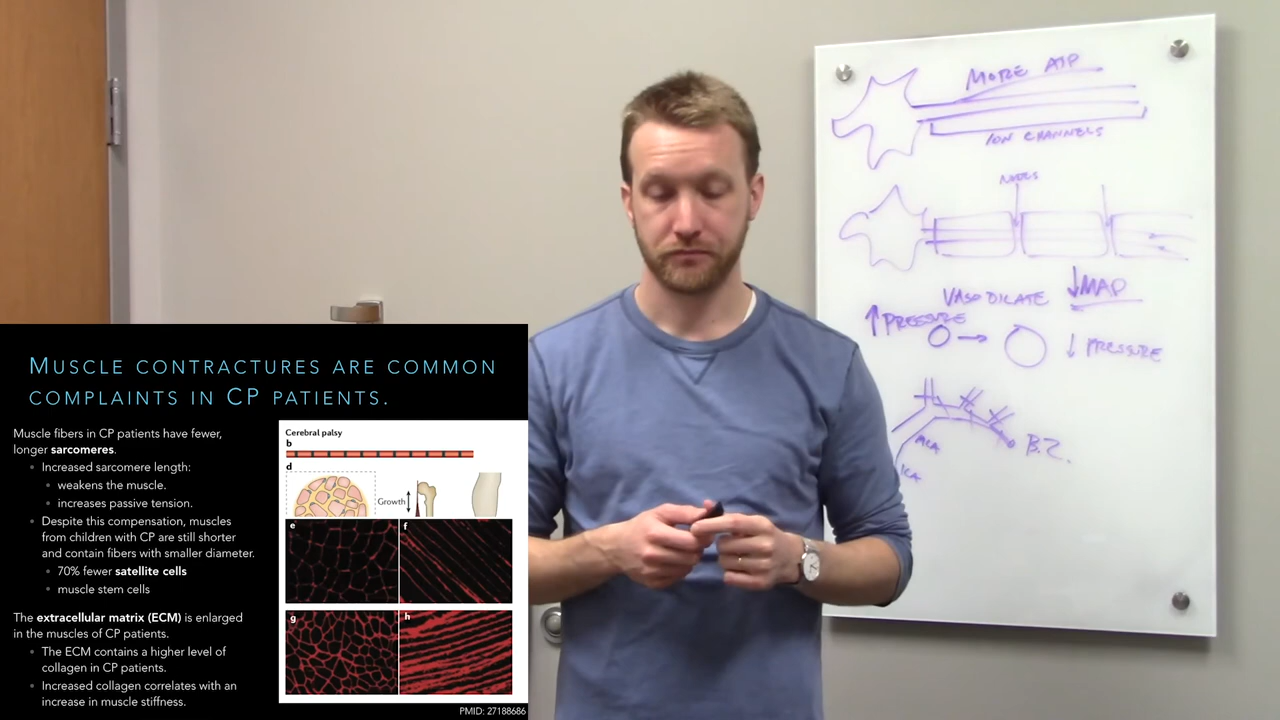 MUSCLE CONTRACTURES ARE COMMON
COMPLAINTS IN CP PATIENTS.
Muscle fibers in CP patients have fewer,
longer sarcomeres.
• Increased sarcomere length:
• weakens the muscle.
• increases passive tension.
• Despite this compensation, muscles
from children with CP are still shorter
and contain fibers with smaller diameter.
• 70% fewer satellite cells
• muscle stem cells
The extracellular matrix (ECM) is enlarged
in the muscles of CP patients.
• The ECM contains a higher level of
collagen in CP patients.
• Increased collagen correlates with an
increase in muscle stiffness.
Cerebral palsy
b
d
Growth
e
f
g
h
PMID: 27188686
MORE ATP
ION CHANNELS
NODES
VASODILATE ↓MAP
↑PRESSURE
↓ PRESSURE
ACA
B.Z.
ICA